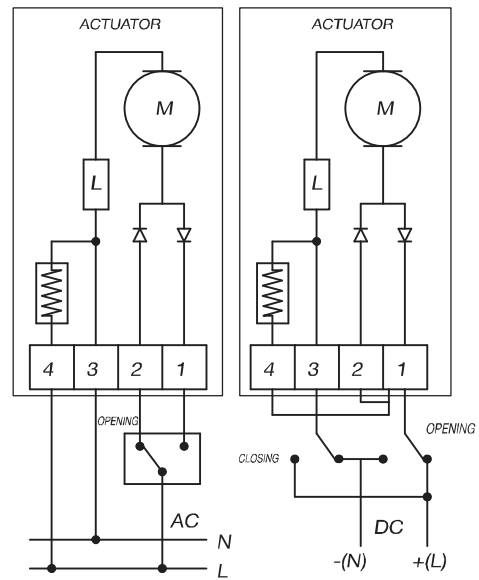 ACTUATOR
M
L
4 3 2 1
OPENING
AC
N
L
ACTUATOR
M
L
4 3 2 1
OPENING
CLOSING
DC
-(N) +(L)